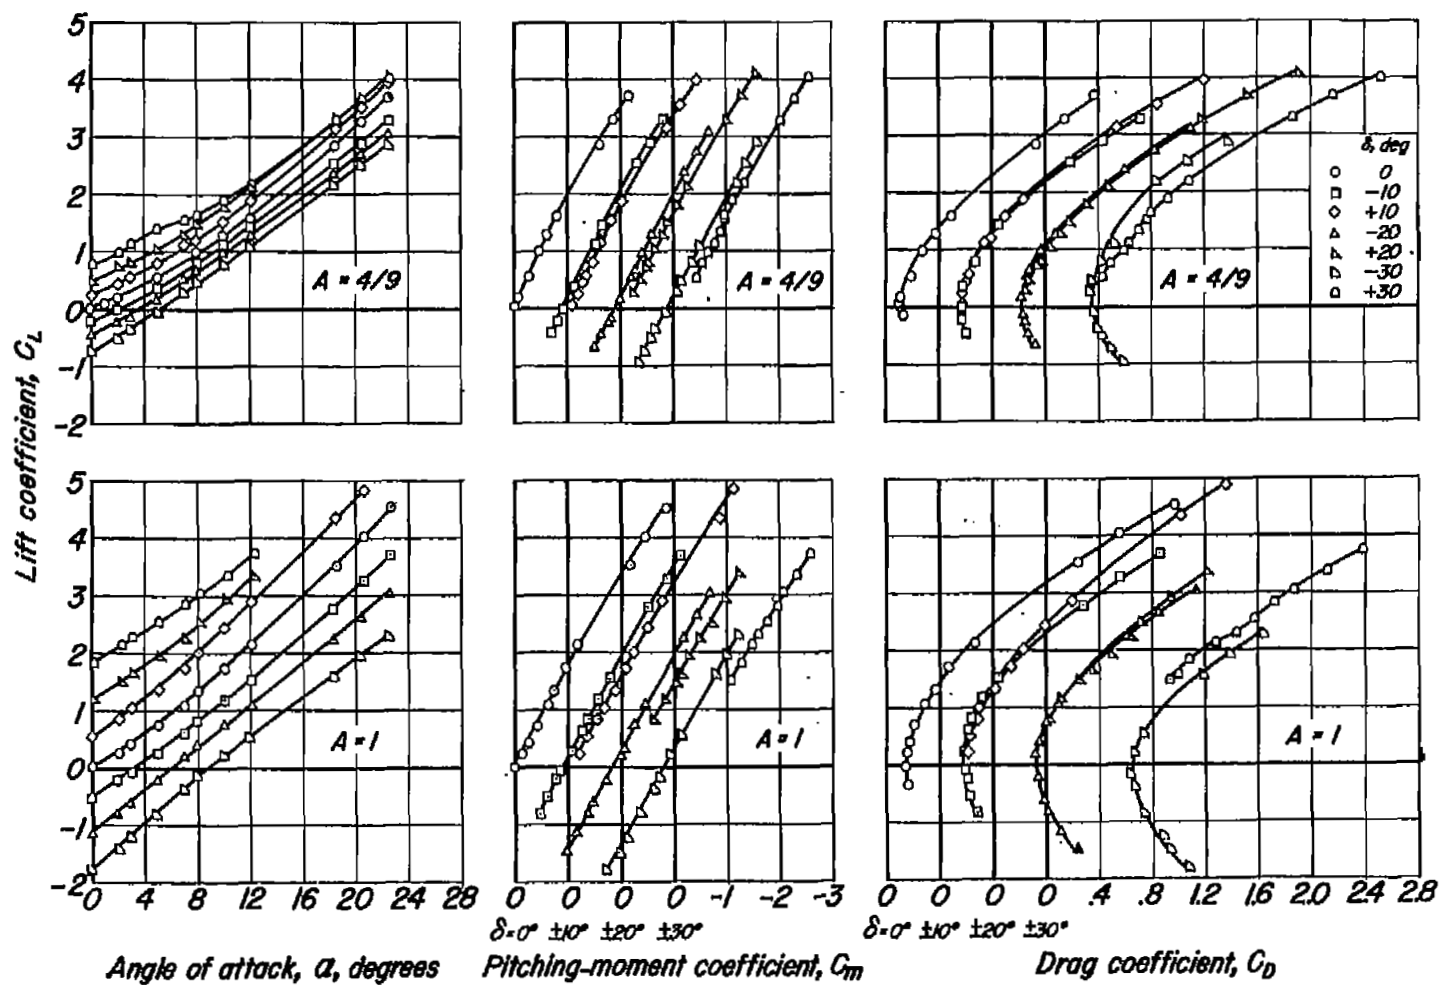 5
4
3
2
1
0
-1
-2
A = 4/9
A = 4/9
A = 4/9
δ, deg
0
-10
+10
-20
+20
-30
+30
Lift coefficient, CL
5
4
3
2
1
0
-1
-2
A = 1
A = 1
A = 1
0 4 8 12 16 20 24 28
0 0 0 0 -.1 -.2 -.3
0 0 0 0 .4 .8 1.2 1.6 2.0 2.4 2.8
δ=0° ±10° ±20° ±30°
δ=0° ±10° ±20° ±30°
Angle of attack, α, degrees
Pitching-moment coefficient, Cm
Drag coefficient, CD